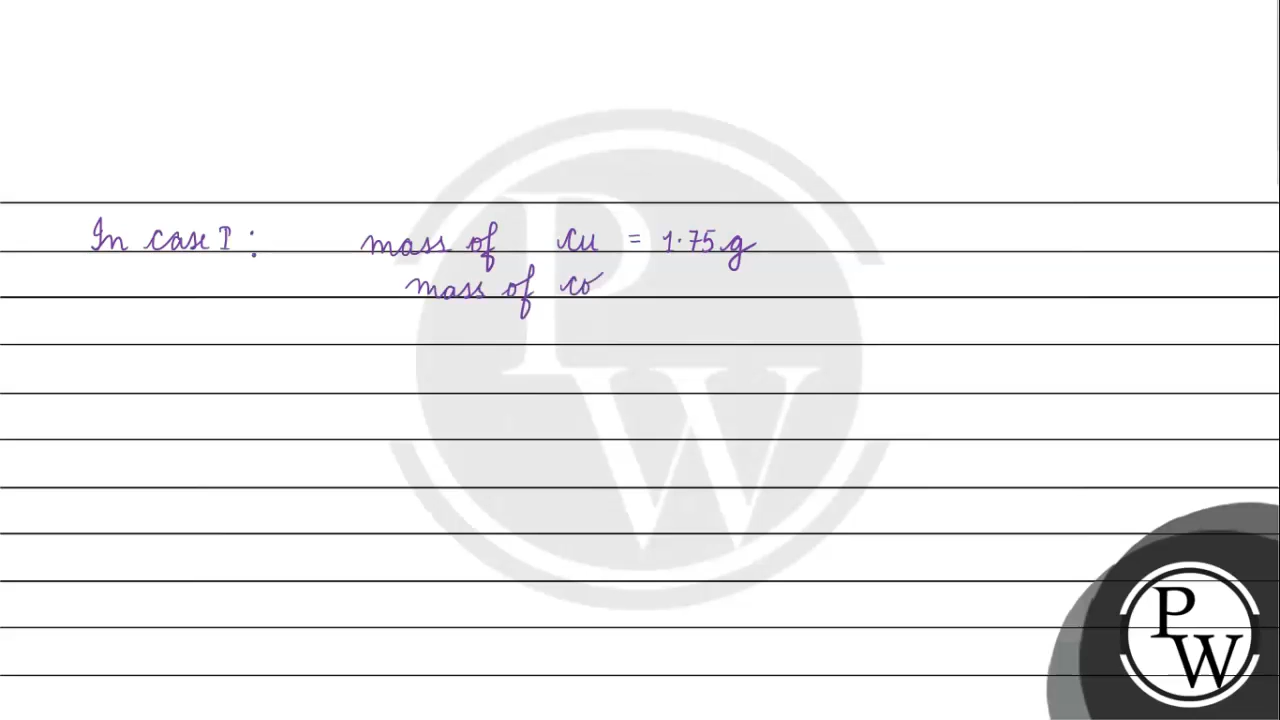 In case I : mass of Cu = 1.75 g
mass of co
P
W
P
W